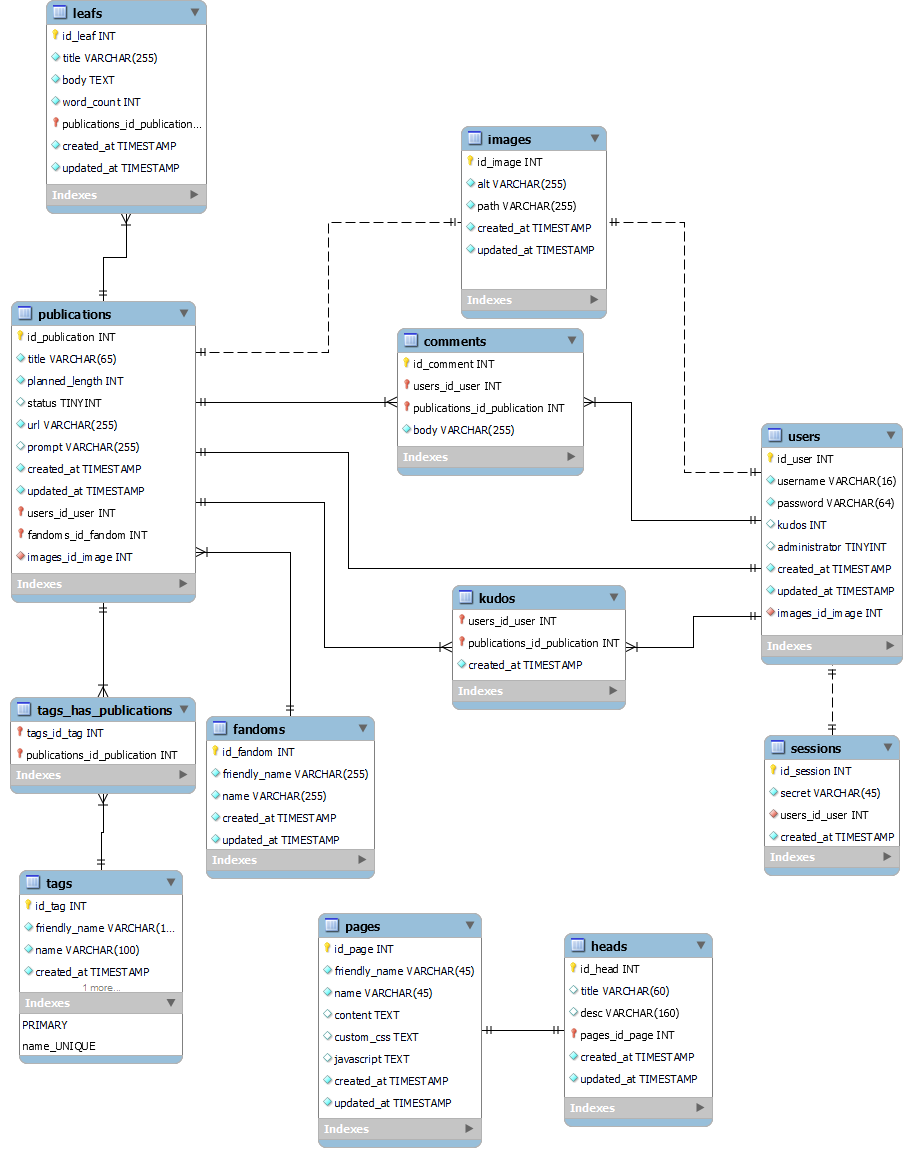 leafs
id_leaf INT
title VARCHAR(255)
body TEXT
word_count INT
publications_id_publication...
created_at TIMESTAMP
updated_at TIMESTAMP
Indexes
images
id_image INT
alt VARCHAR(255)
path VARCHAR(255)
created_at TIMESTAMP
updated_at TIMESTAMP
Indexes
publications
id_publication INT
title VARCHAR(65)
planned_length INT
status TINYINT
url VARCHAR(255)
prompt VARCHAR(255)
created_at TIMESTAMP
updated_at TIMESTAMP
users_id_user INT
fandoms_id_fandom INT
images_id_image INT
Indexes
comments
id_comment INT
users_id_user INT
publications_id_publication INT
body VARCHAR(255)
Indexes
users
id_user INT
username VARCHAR(16)
password VARCHAR(64)
kudos INT
administrator TINYINT
created_at TIMESTAMP
updated_at TIMESTAMP
images_id_image INT
Indexes
kudos
users_id_user INT
publications_id_publication INT
created_at TIMESTAMP
Indexes
tags_has_publications
tags_id_tag INT
publications_id_publication INT
Indexes
fandoms
id_fandom INT
friendly_name VARCHAR(255)
name VARCHAR(255)
created_at TIMESTAMP
updated_at TIMESTAMP
Indexes
sessions
id_session INT
secret VARCHAR(45)
users_id_user INT
created_at TIMESTAMP
Indexes
tags
id_tag INT
friendly_name VARCHAR(1...
name VARCHAR(100)
created_at TIMESTAMP
1 more...
Indexes
PRIMARY
name_UNIQUE
pages
id_page INT
friendly_name VARCHAR(45)
name VARCHAR(45)
content TEXT
custom_css TEXT
javascript TEXT
created_at TIMESTAMP
updated_at TIMESTAMP
Indexes
heads
id_head INT
title VARCHAR(60)
desc VARCHAR(160)
pages_id_page INT
created_at TIMESTAMP
updated_at TIMESTAMP
Indexes